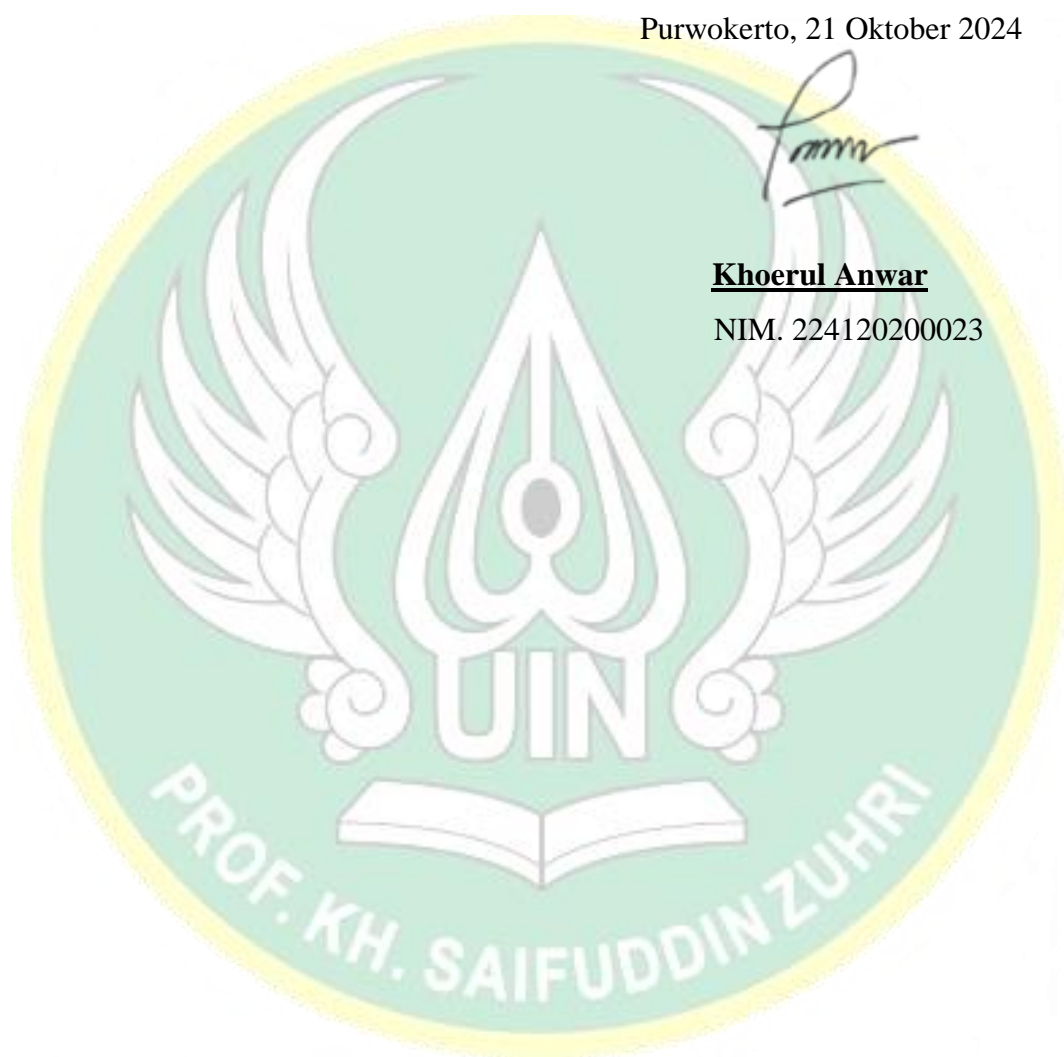 Purwokerto, 21 Oktober 2024
Khoerul Anwar
NIM. 224120200023
UIN
PROF. KH. SAIFUDDIN ZUHRI